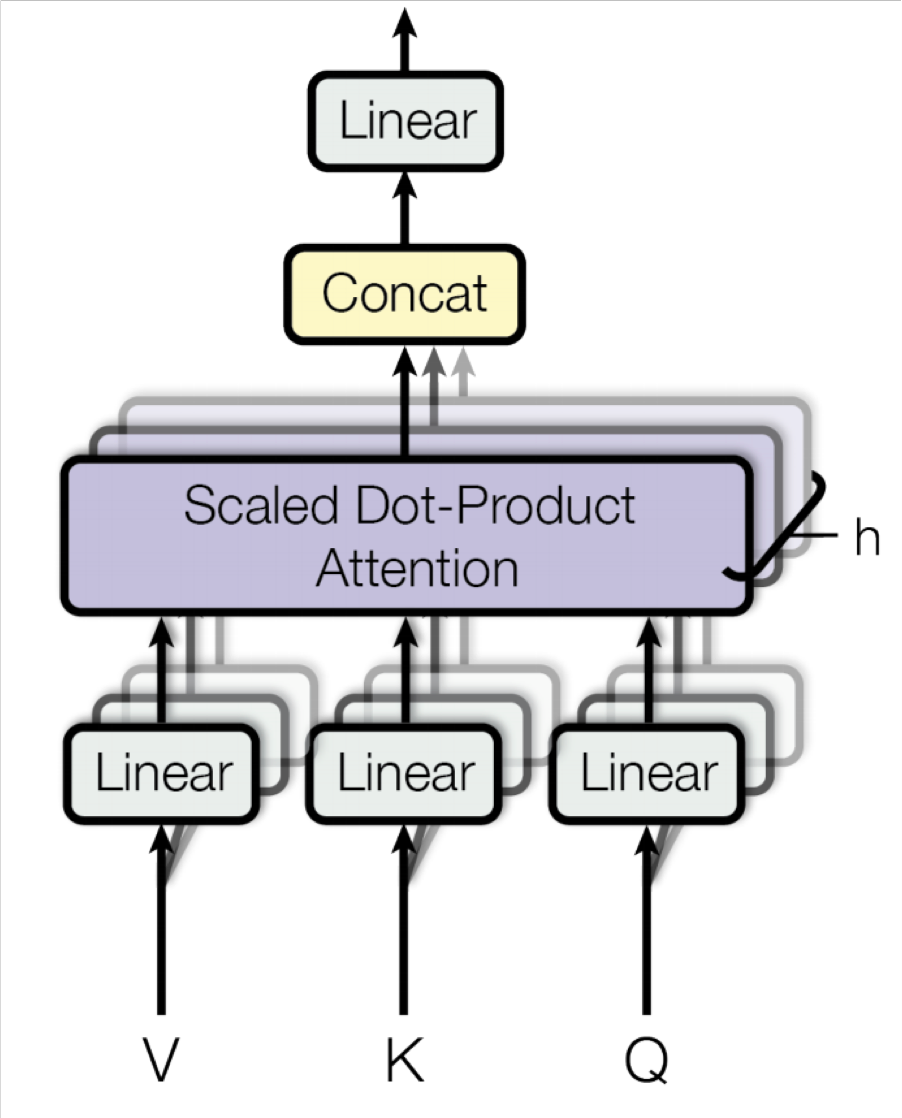 Linear
Concat
Scaled Dot-Product
Attention
h
Linear
Linear
Linear
V
K
Q